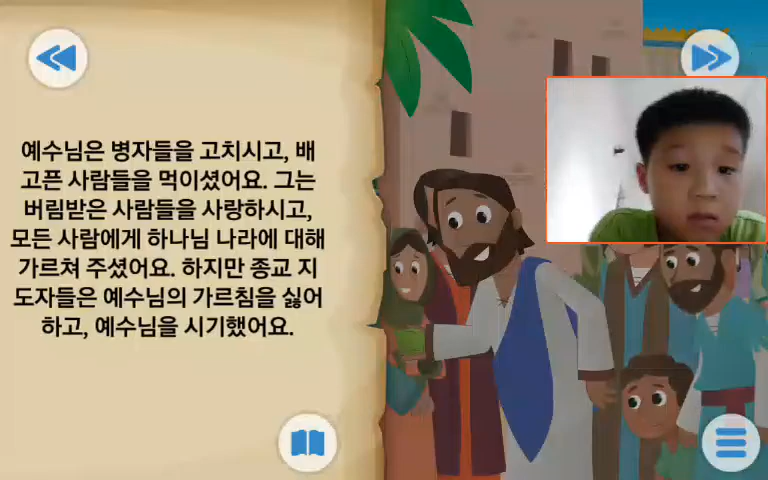 예수님은 병자들을 고치시고, 배
고픈 사람들을 먹이셨어요. 그는
버림받은 사람들을 사랑하시고,
모든 사람에게 하나님 나라에 대해
가르쳐 주셨어요. 하지만 종교 지
도자들은 예수님의 가르침을 싫어
하고, 예수님을 시기했어요.